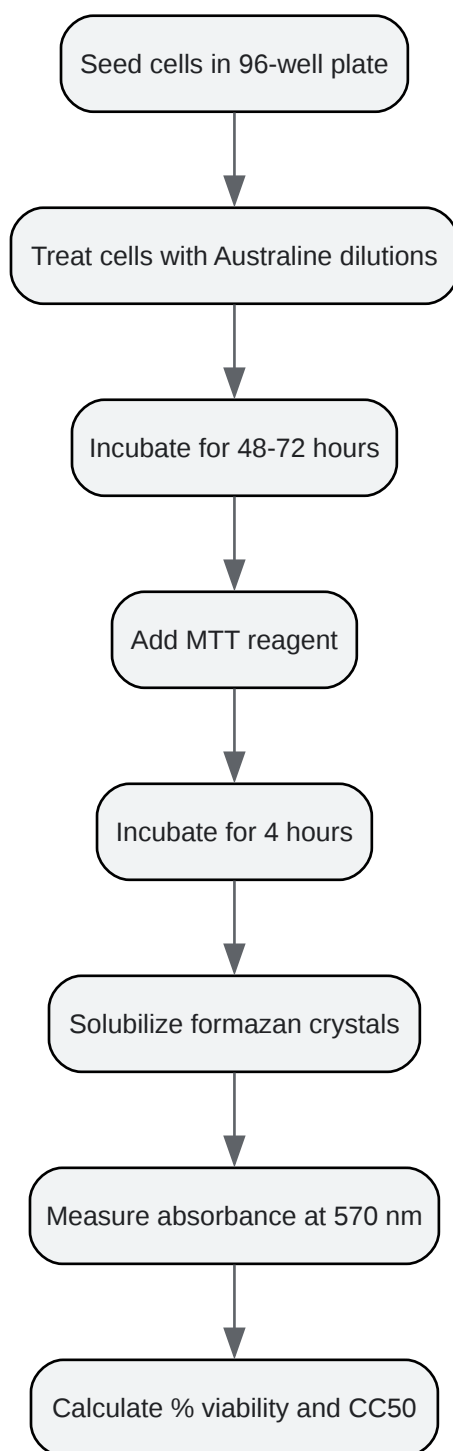 Seed cells in 96-well plate
Treat cells with Australine dilutions
Incubate for 48-72 hours
Add MTT reagent
Incubate for 4 hours
Solubilize formazan crystals
Measure absorbance at 570 nm
Calculate % viability and CC50